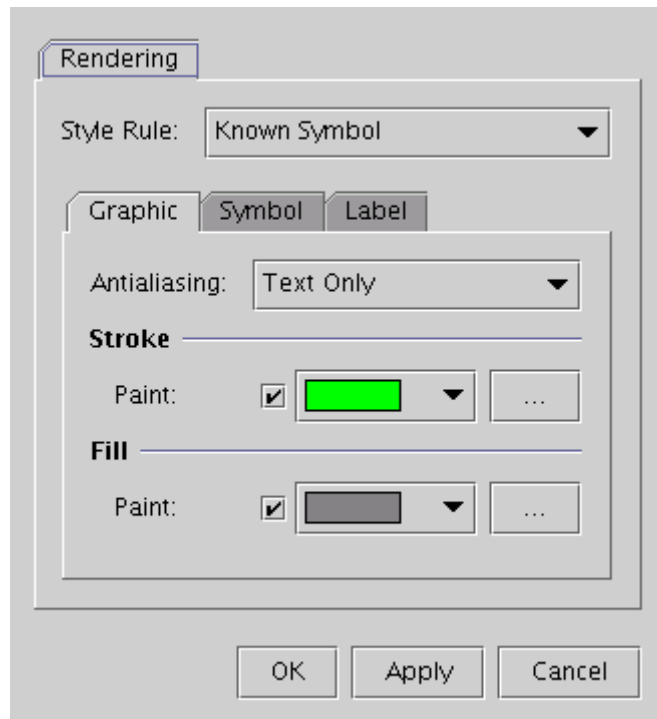 Rendering
Style Rule: Known Symbol
Graphic Symbol Label
Antialiasing: Text Only
Stroke
Paint: ...
Fill
Paint: ...
OK Apply Cancel